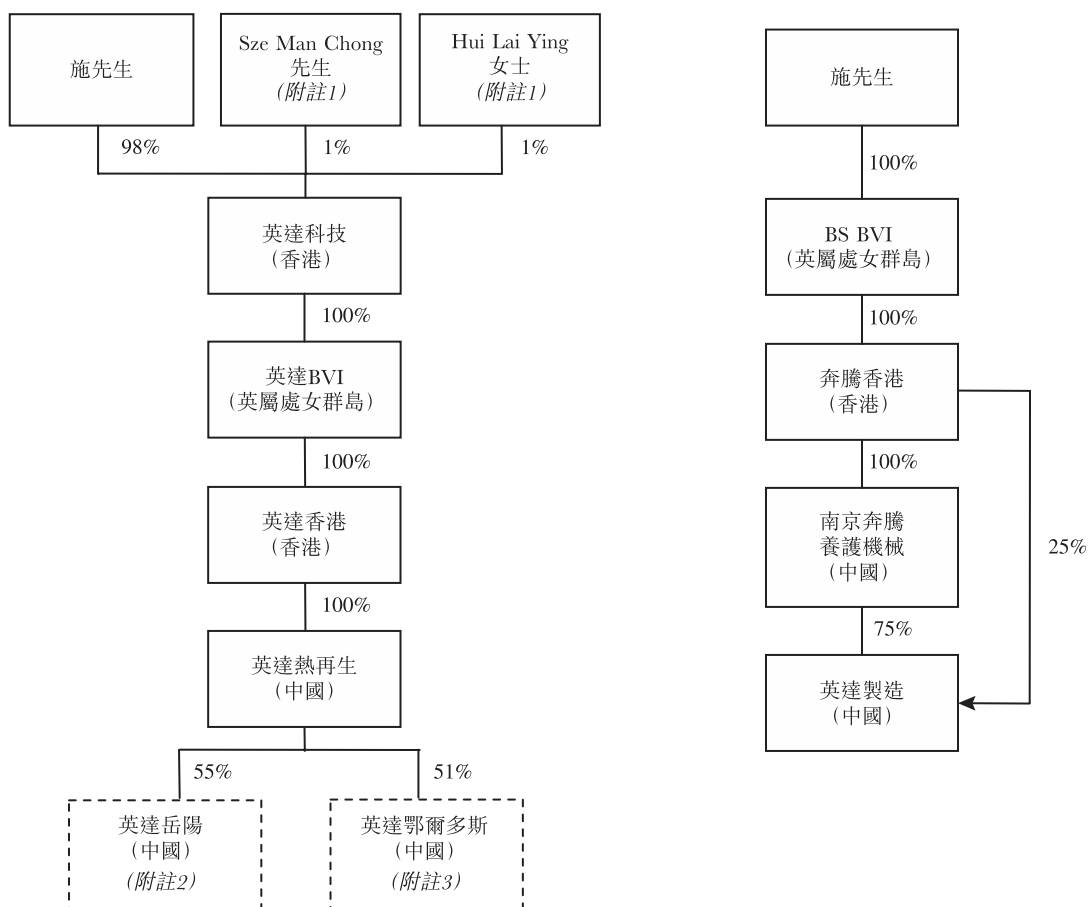 施先生
Sze Man Chong
先生
(附註1)
Hui Lai Ying
女士
(附註1)
98%
1%
1%
英達科技
(香港)
100%
英達BVI
(英屬處女群島)
100%
英達香港
(香港)
100%
英達熱再生
(中國)
55%
51%
英達岳陽
(中國)
(附註2)
英達鄂爾多斯
(中國)
(附註3)
施先生
100%
BS BVI
(英屬處女群島)
100%
奔騰香港
(香港)
100%
南京奔騰
養護機械
(中國)
25%
75%
英達製造
(中國)